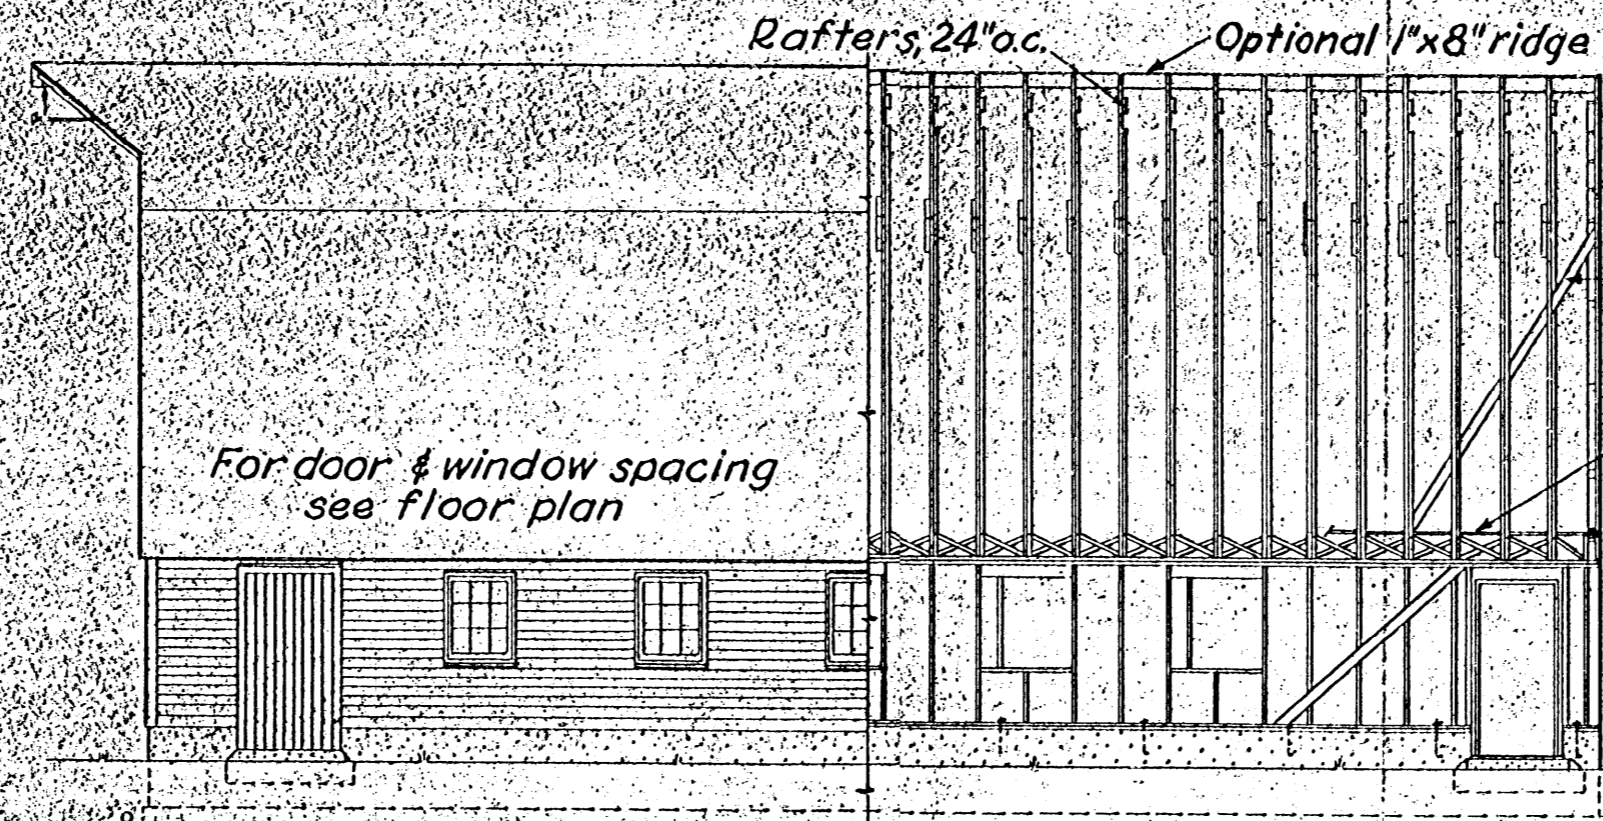 Rafters, 24" o.c.
Optional 1"x8" ridge
For door & window spacing
see floor plan